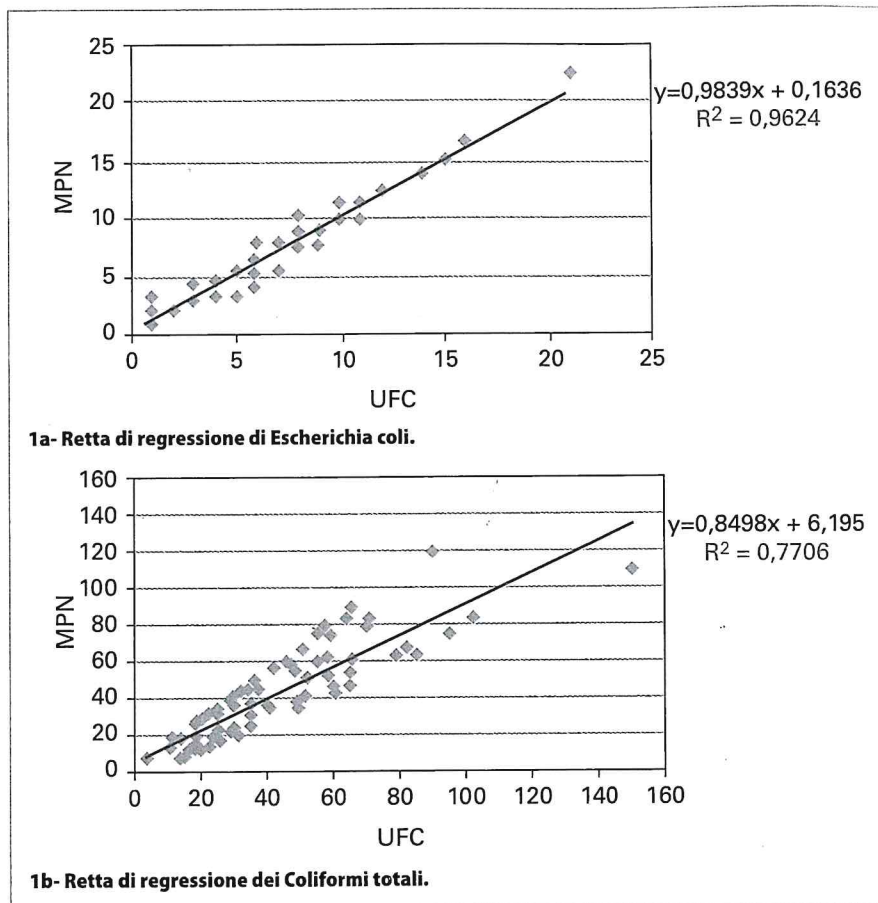 25
20
15
10
5
0
MPN
0 5 10 15 20 25
UFC
y=0,9839x + 0,1636
R² = 0,9624
1a- Retta di regressione di Escherichia coli.
160
140
120
100
80
60
40
20
0
MPN
0 20 40 60 80 100 120 140 160
UFC
y=0,8498x + 6,195
R² = 0,7706
1b- Retta di regressione dei Coliformi totali.